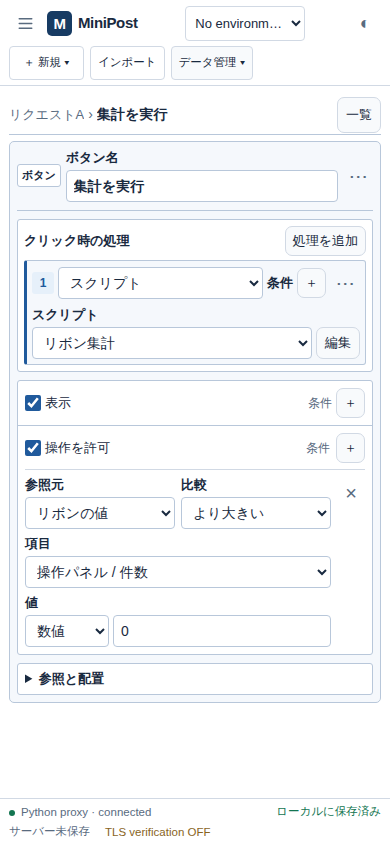 M MiniPost No environm…
＋ 新規 ▾ インポート データ管理 ▾
リクエストA › 集計を実行 一覧
ボタン名
ボタン 集計を実行 ···
クリック時の処理 処理を追加
1 スクリプト 条件 ＋ ···
スクリプト
リボン集計 編集
表示 条件 ＋
操作を許可 条件 ＋
参照元 比較 ×
リボンの値 より大きい
項目
操作パネル / 件数
値
数値 0
▶ 参照と配置
Python proxy · connected ローカルに保存済み
サーバー未保存 TLS verification OFF